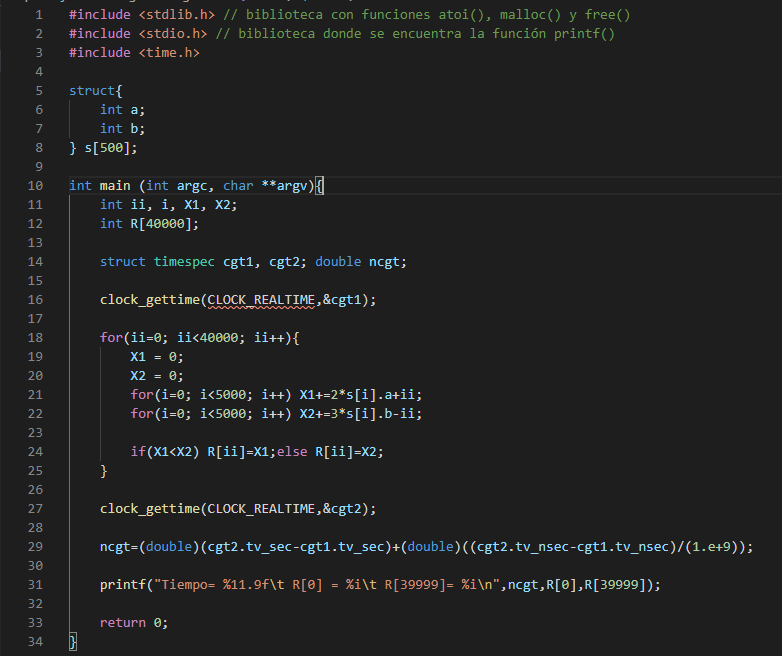 1 #include <stdlib.h> // biblioteca con funciones atoi(), malloc() y free()
2 #include <stdio.h> // biblioteca donde se encuentra la función printf()
3 #include <time.h>
4
5 struct{
6     int a;
7     int b;
8 } s[500];
9
10 int main (int argc, char **argv){
11     int ii, i, X1, X2;
12     int R[40000];
13
14     struct timespec cgt1, cgt2; double ncgt;
15
16     clock_gettime(CLOCK_REALTIME,&cgt1);
17
18     for(ii=0; ii<40000; ii++){
19         X1 = 0;
20         X2 = 0;
21         for(i=0; i<5000; i++) X1+=2*s[i].a+ii;
22         for(i=0; i<5000; i++) X2+=3*s[i].b-ii;
23
24         if(X1<X2) R[ii]=X1;else R[ii]=X2;
25     }
26
27     clock_gettime(CLOCK_REALTIME,&cgt2);
28
29     ncgt=(double)(cgt2.tv_sec-cgt1.tv_sec)+(double)((cgt2.tv_nsec-cgt1.tv_nsec)/(1.e+9));
30
31     printf("Tiempo= %11.9f\t R[0] = %i\t R[39999]= %i\n",ncgt,R[0],R[39999]);
32
33     return 0;
34 }